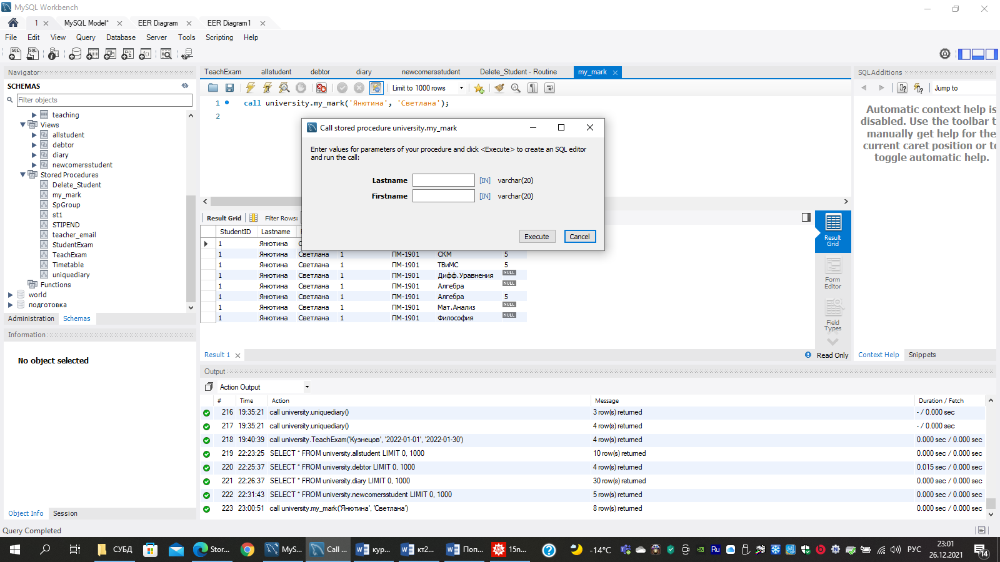 MySQL Workbench
1
MySQL Model*
EER Diagram
EER Diagram1
File Edit View Query Database Server Tools Scripting Help
Navigator
SCHEMAS
Filter objects
teaching
Views
allstudent
debtor
diary
newcomersstudent
Stored Procedures
Delete_Student
my_mark
SpGroup
st1
STIPEND
teacher_email
StudentExam
TeachExam
Timetable
uniquediary
Functions
world
подготовка
Administration Schemas
Information
No object selected
Object Info Session
TeachExam allstudent debtor diary newcomersstudent Delete_Student - Routine my_mark
Limit to 1000 rows
1 call university.my_mark('Янютина', 'Светлана');
2
Call stored procedure university.my_mark
Enter values for parameters of your procedure and click <Execute> to create an SQL editor
and run the call:
Lastname [IN] varchar(20)
Firstname [IN] varchar(20)
Execute Cancel
Result Grid Filter Rows:
StudentID Lastname
1 Янютина
1 Янютина Светлана 1 ПМ-1901 СКМ 5
1 Янютина Светлана 1 ПМ-1901 ТВиМС 5
1 Янютина Светлана 1 ПМ-1901 Дифф.Уравнения NULL
1 Янютина Светлана 1 ПМ-1901 Алгебра NULL
1 Янютина Светлана 1 ПМ-1901 Алгебра 5
1 Янютина Светлана 1 ПМ-1901 Мат.Анализ NULL
1 Янютина Светлана 1 ПМ-1901 Философия NULL
Result Grid
Form Editor
Field Types
Result 1
Read Only
SQLAdditions
Jump to
Automatic context help is
disabled. Use the toolbar t
manually get help for the
current caret position or to
toggle automatic help.
Context Help Snippets
Output
Action Output
# Time Action Message Duration / Fetch
216 19:35:21 call university.uniquediary() 3 row(s) returned - / 0.000 sec
217 19:35:21 call university.uniquediary() 4 row(s) returned - / 0.000 sec
218 19:40:39 call university.TeachExam('Кузнецов', '2022-01-01', '2022-01-30') 4 row(s) returned 0.000 sec / 0.000 sec
219 22:23:25 SELECT * FROM university.allstudent LIMIT 0, 1000 10 row(s) returned 0.000 sec / 0.000 sec
220 22:25:37 SELECT * FROM university.debtor LIMIT 0, 1000 4 row(s) returned 0.015 sec / 0.000 sec
221 22:26:37 SELECT * FROM university.diary LIMIT 0, 1000 30 row(s) returned 0.000 sec / 0.000 sec
222 22:31:43 SELECT * FROM university.newcomersstudent LIMIT 0, 1000 5 row(s) returned 0.000 sec / 0.000 sec
223 23:00:51 call university.my_mark('Янютина', 'Светлана') 8 row(s) returned 0.000 sec / 0.000 sec
Query Completed
СУБД Stor... MyS... Call ... кур... кт2... Поп... 15п... -14°C Ru РУС 23:01
26.12.2021
14